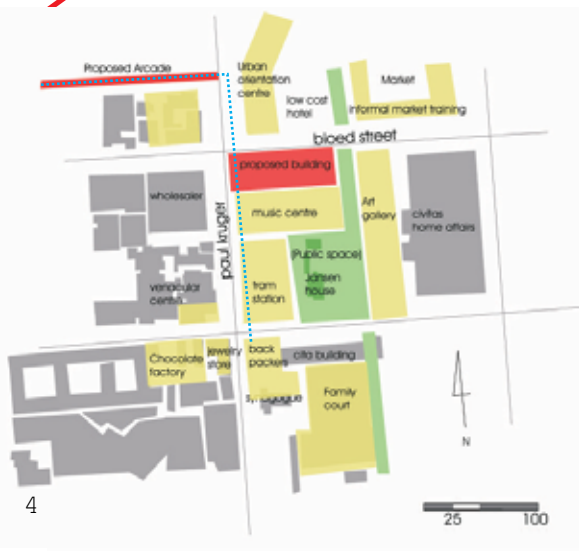 Proposed Arcade
Urban
orientation
centre
low cost
hotel
Market
informal market training
bloed street
proposed building
wholesaler
music centre
Art
gallery
civitas
home affairs
paul kruger
(Public space)
Jansen
house
venacular
centre
tram
station
Chocolate
factory
jewelry
store
back
packers
cita building
synagogue
Family
court
N
4
25
100